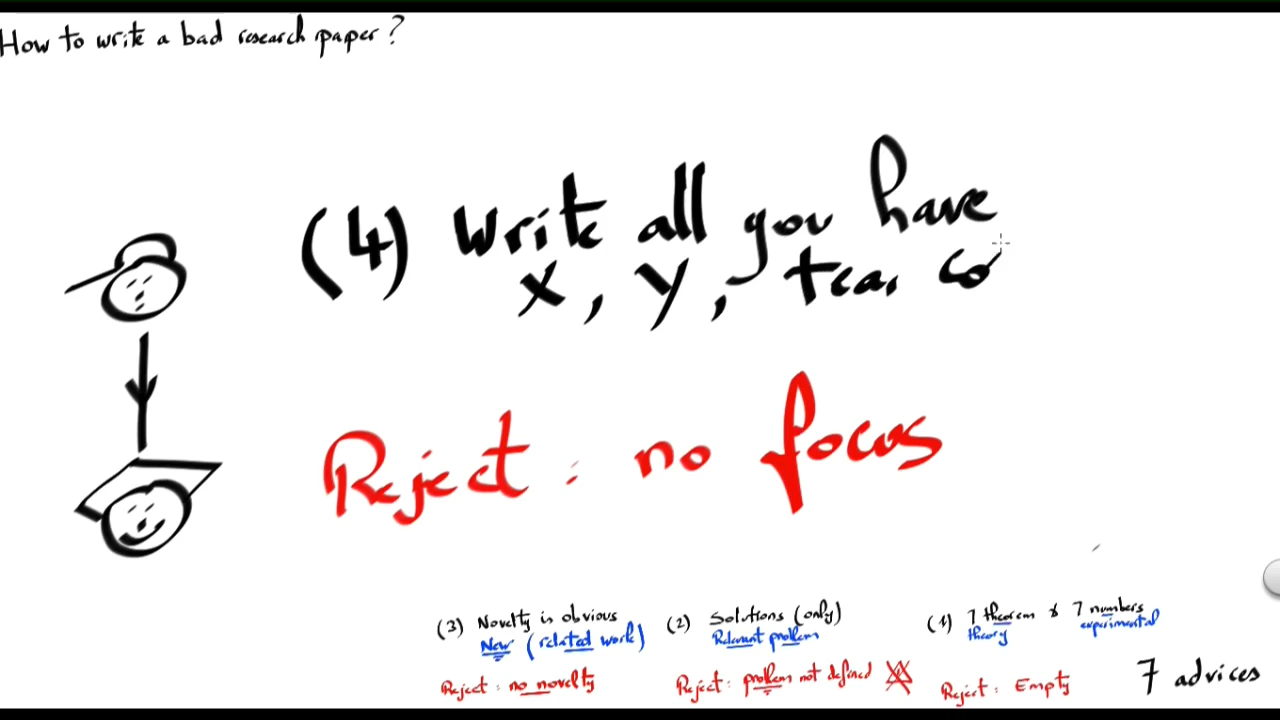 How to write a bad research paper?
(4) Write all you have
X, Y, tea, co
Reject: no focus
(3) Novelty is obvious
New (related work)
Reject: no novelty
(2) Solutions (only)
Relevant problem
Reject: problem not defined
(1) 7 theorem & 7 numbers
theory experimental
Reject: Empty
7 advices